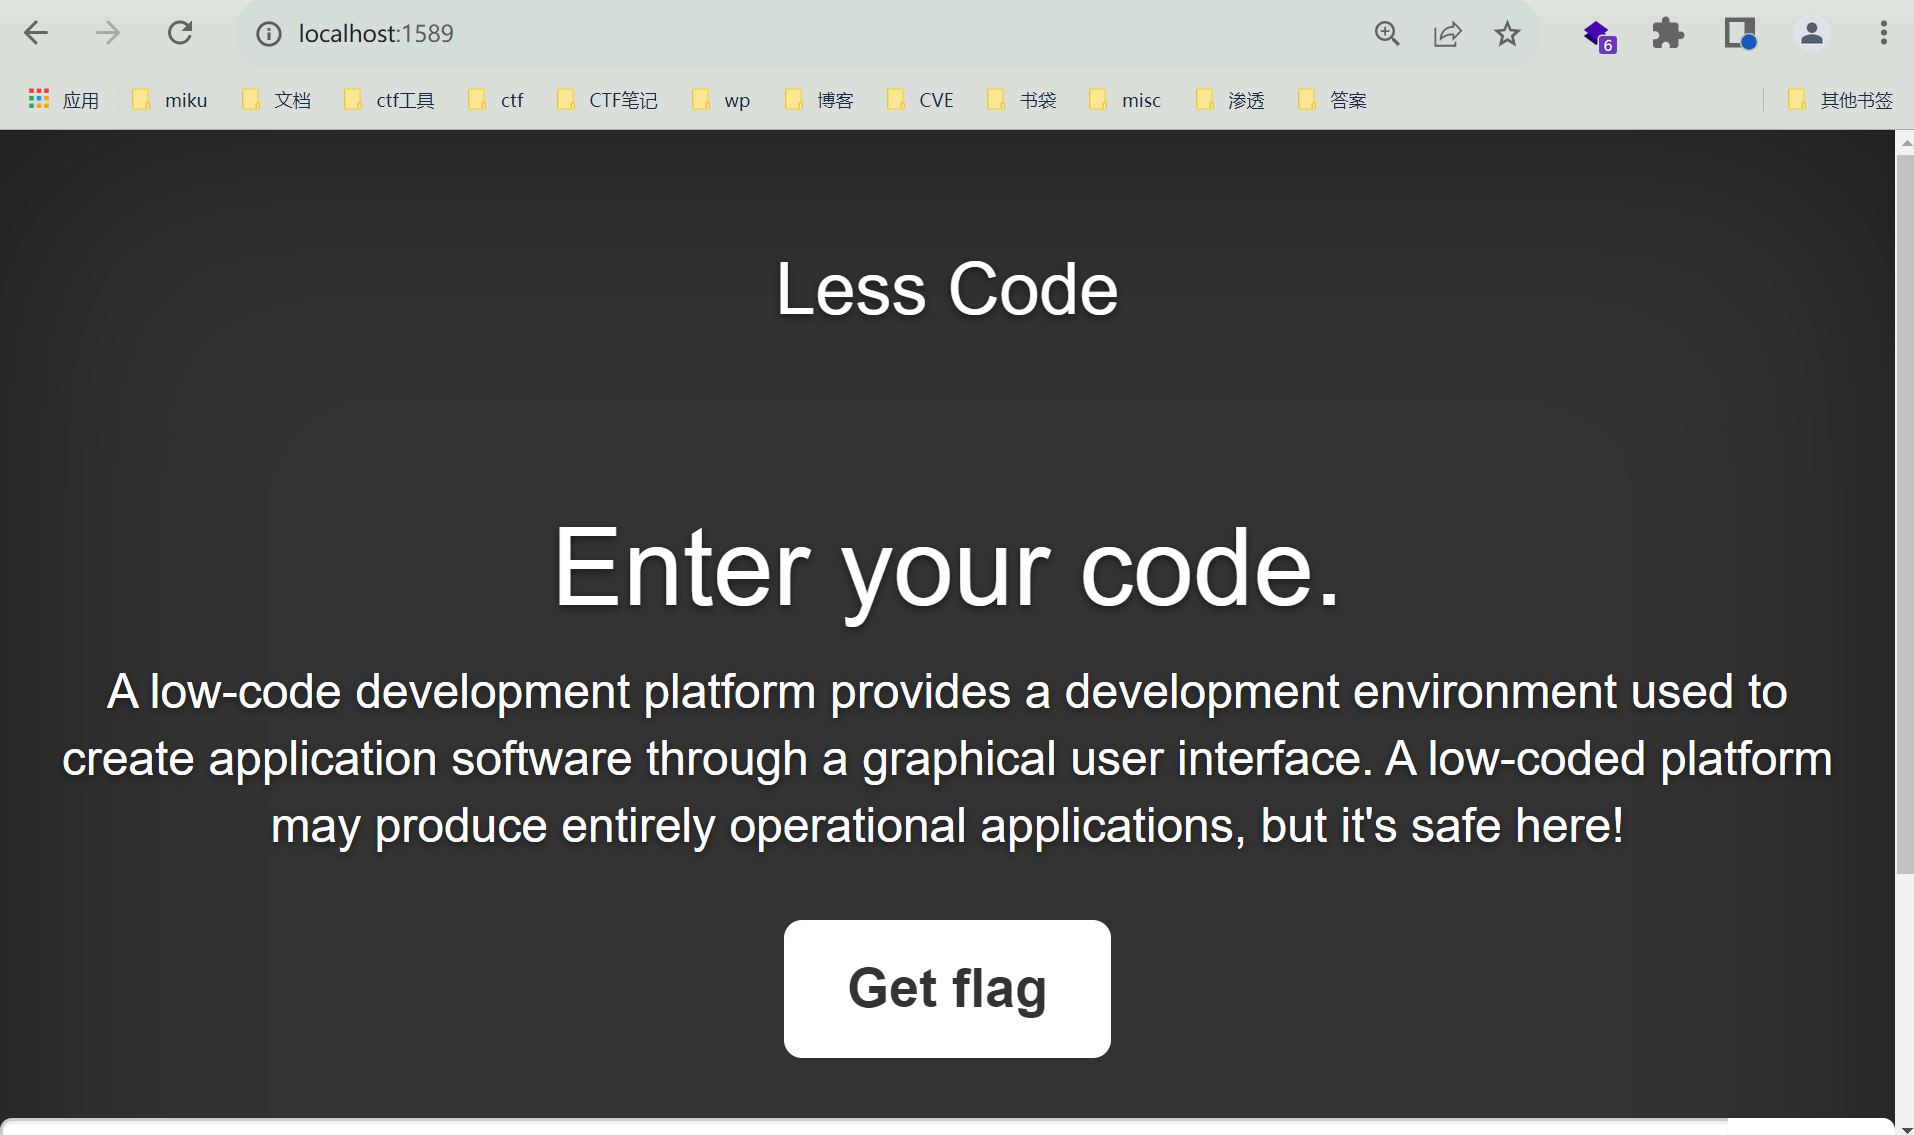 localhost:1589
6
应用 miku 文档 ctf工具 ctf CTF笔记 wp 博客 CVE 书袋 misc 渗透 答案 其他书签
Less Code
Enter your code.
A low-code development platform provides a development environment used to
create application software through a graphical user interface. A low-coded platform
may produce entirely operational applications, but it's safe here!
Get flag